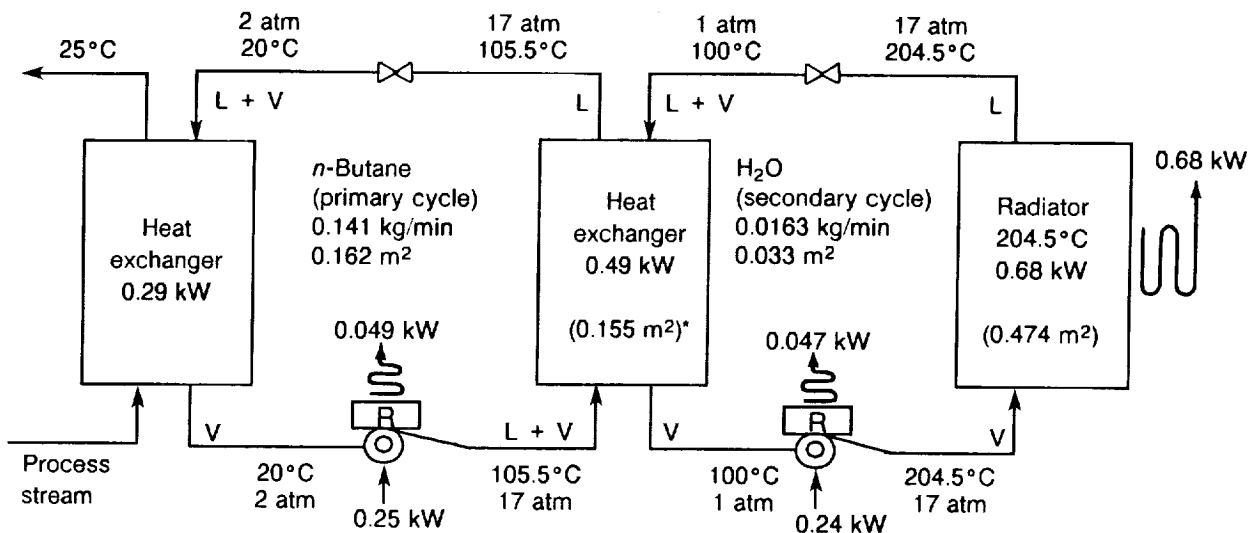 2 atm
20°C
17 atm
105.5°C
1 atm
100°C
17 atm
204.5°C
25°C
L + V
L
L + V
L
Heat
exchanger
0.29 kW
n-Butane
(primary cycle)
0.141 kg/min
0.162 m²
Heat
exchanger
0.49 kW
(0.155 m²)*
H₂O
(secondary cycle)
0.0163 kg/min
0.033 m²
Radiator
204.5°C
0.68 kW
(0.474 m²)
0.68 kW
0.049 kW
R
0.047 kW
R
V
L + V
V
V
Process
stream
20°C
2 atm
0.25 kW
105.5°C
17 atm
100°C
1 atm
0.24 kW
204.5°C
17 atm